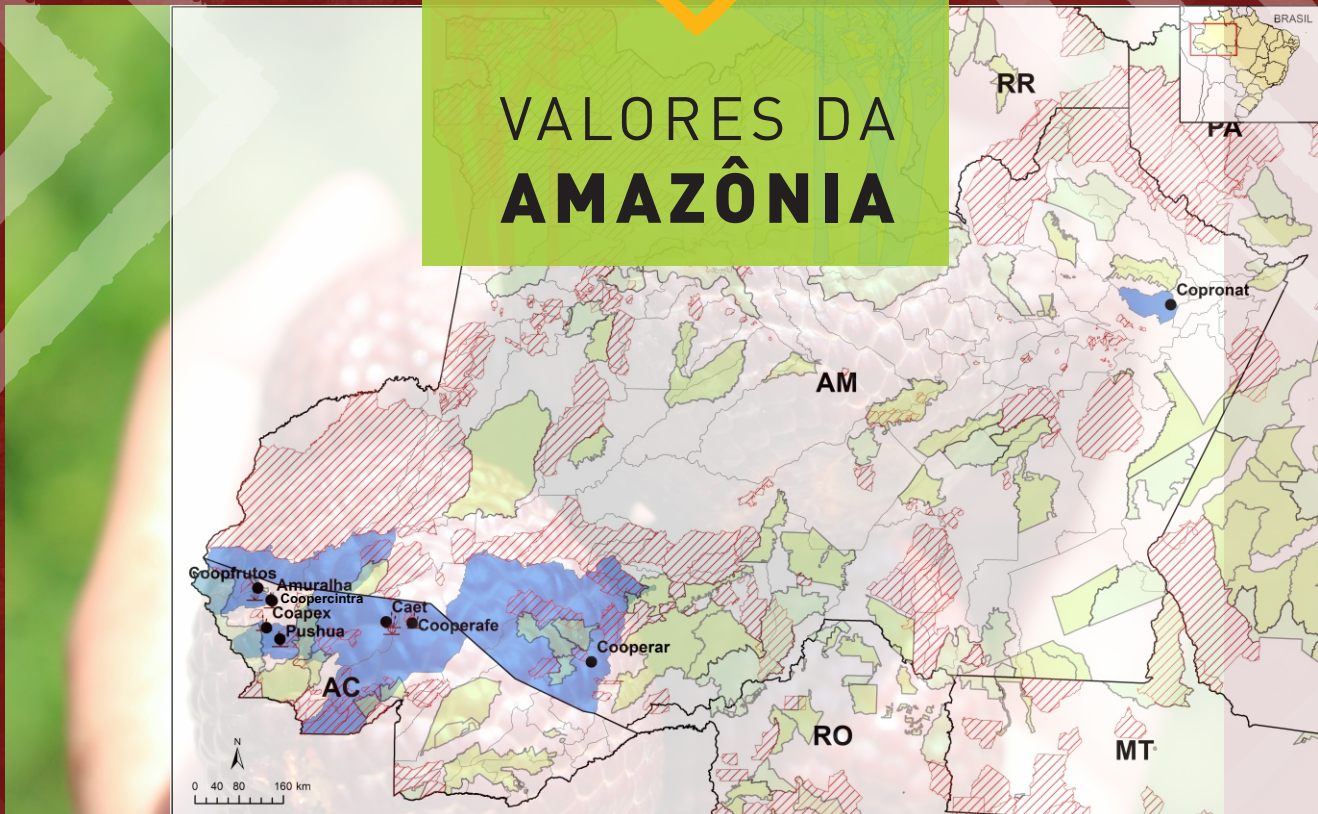 VALORES DA
AMAZÔNIA
BRASIL
RR
PA
Copronat
AM
Coopfrutos
Amuralha
Coopercintra
Coapex
Pushua
Caet
Cooperafe
Cooperar
AC
RO
MT
N
0 40 80 160 km